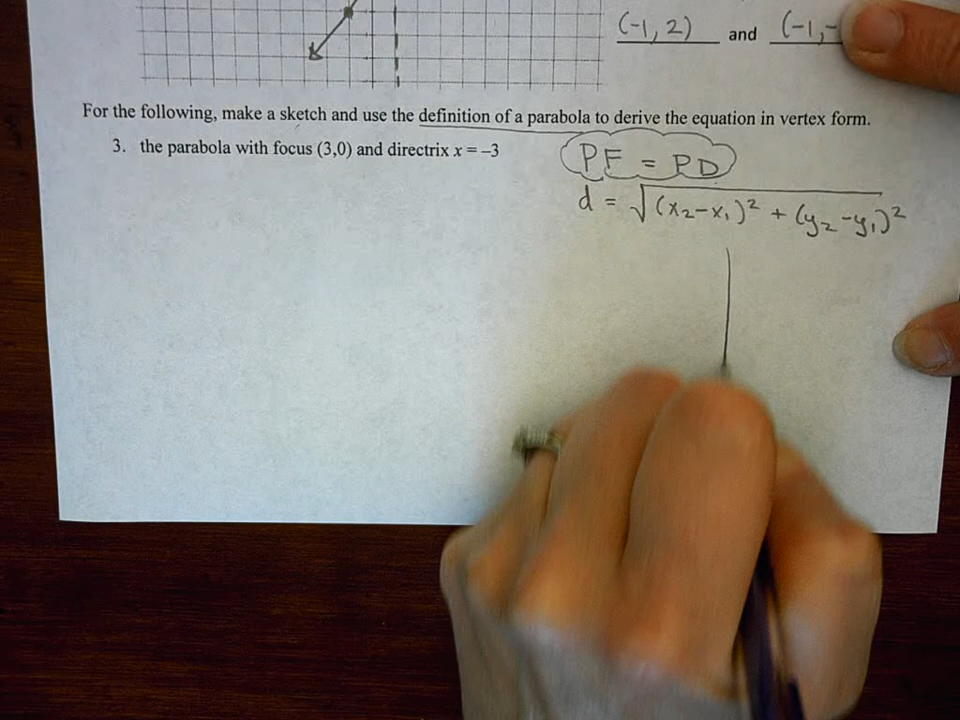 (-1, 2) and (-1, -
For the following, make a sketch and use the definition of a parabola to derive the equation in vertex form.
3. the parabola with focus (3,0) and directrix x = –3
PF = PD
d = √(x₂-x₁)² + (y₂-y₁)²